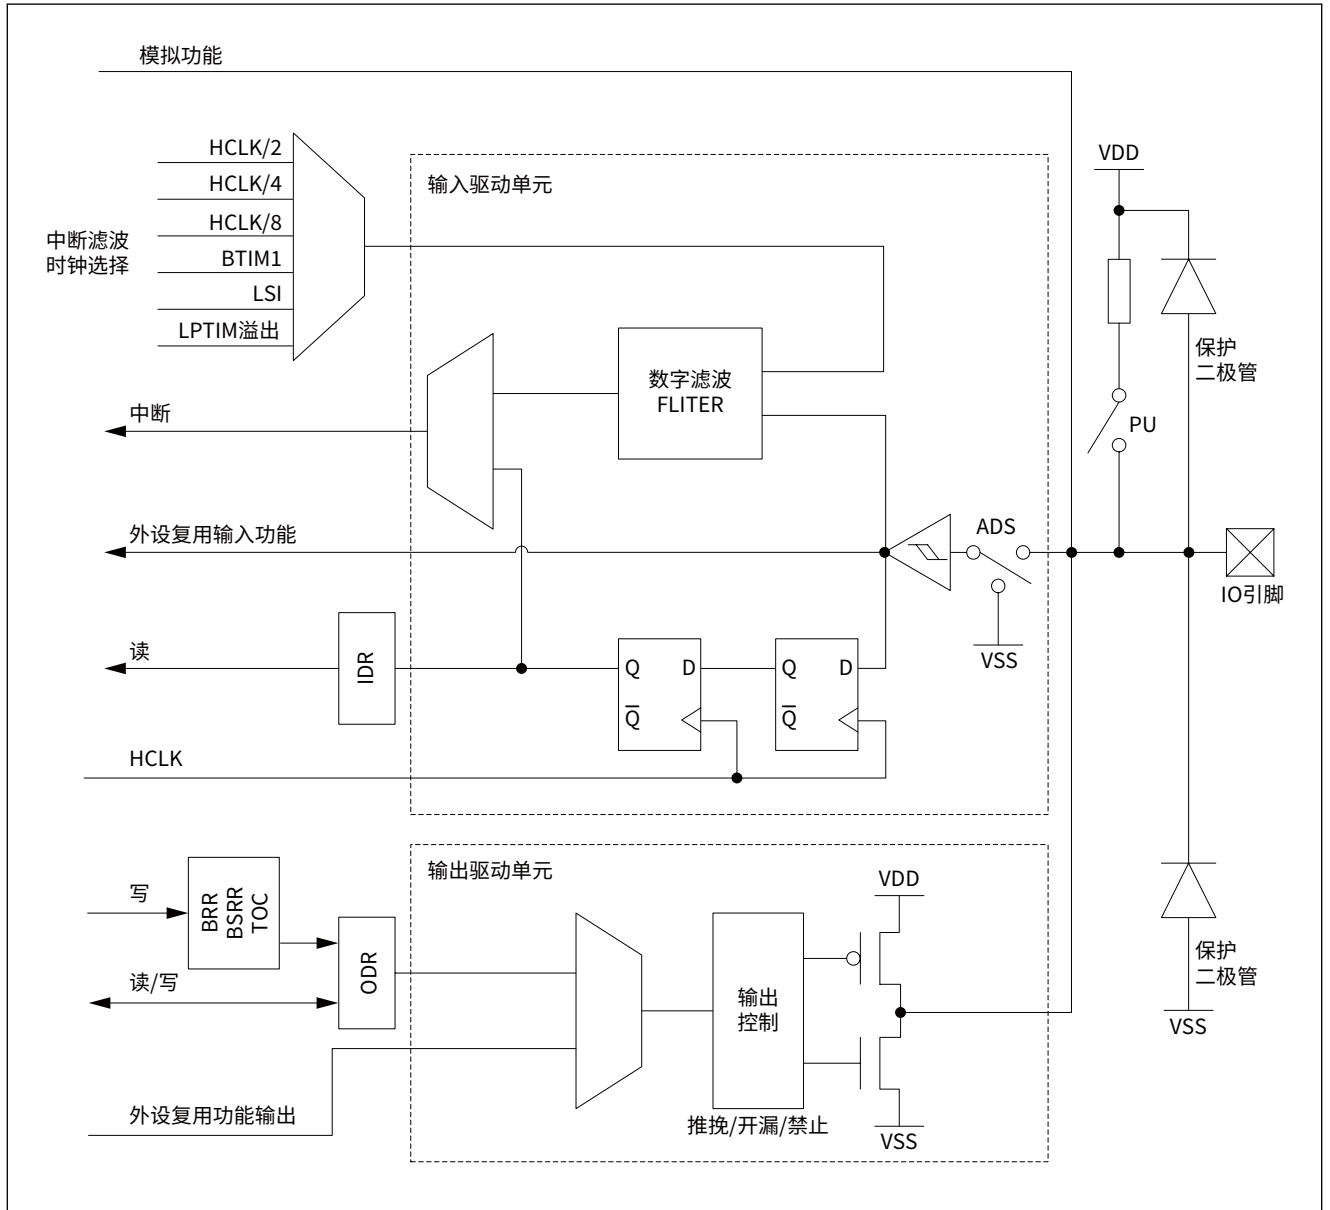 模拟功能
HCLK/2
HCLK/4
HCLK/8
BTIM1
LSI
LPTIM溢出
中断滤波
时钟选择
输入驱动单元
VDD
保护
二极管
数字滤波
FLITER
PU
中断
外设复用输入功能
ADS
IO引脚
VSS
读
IDR
Q
D
Q
Q
D
Q
HCLK
输出驱动单元
写
BRR
BSRR
TOC
读/写
ODR
VDD
输出
控制
保护
二极管
VSS
外设复用功能输出
推挽/开漏/禁止
VSS